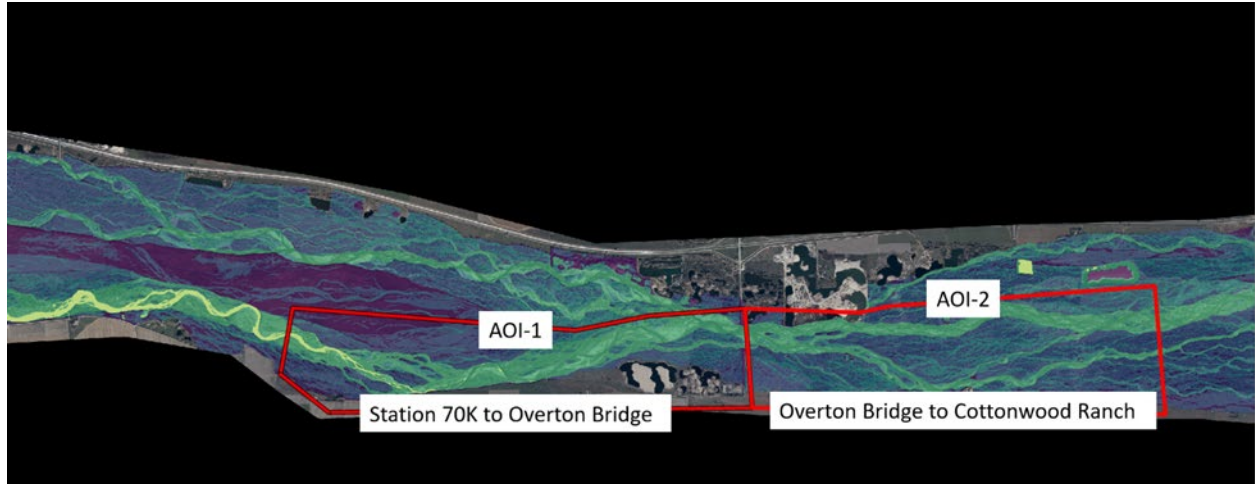 AOI-1
AOI-2
Station 70K to Overton Bridge
Overton Bridge to Cottonwood Ranch